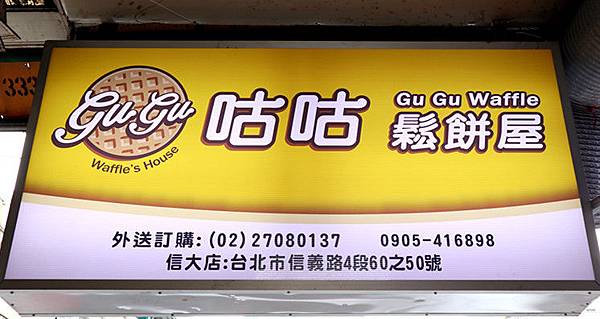 333
Gu Gu
Waffle's House
咕咕
Gu Gu Waffle
鬆餅屋
外送訂購:(02)27080137 0905-416898
信大店:台北市信義路4段60之50號